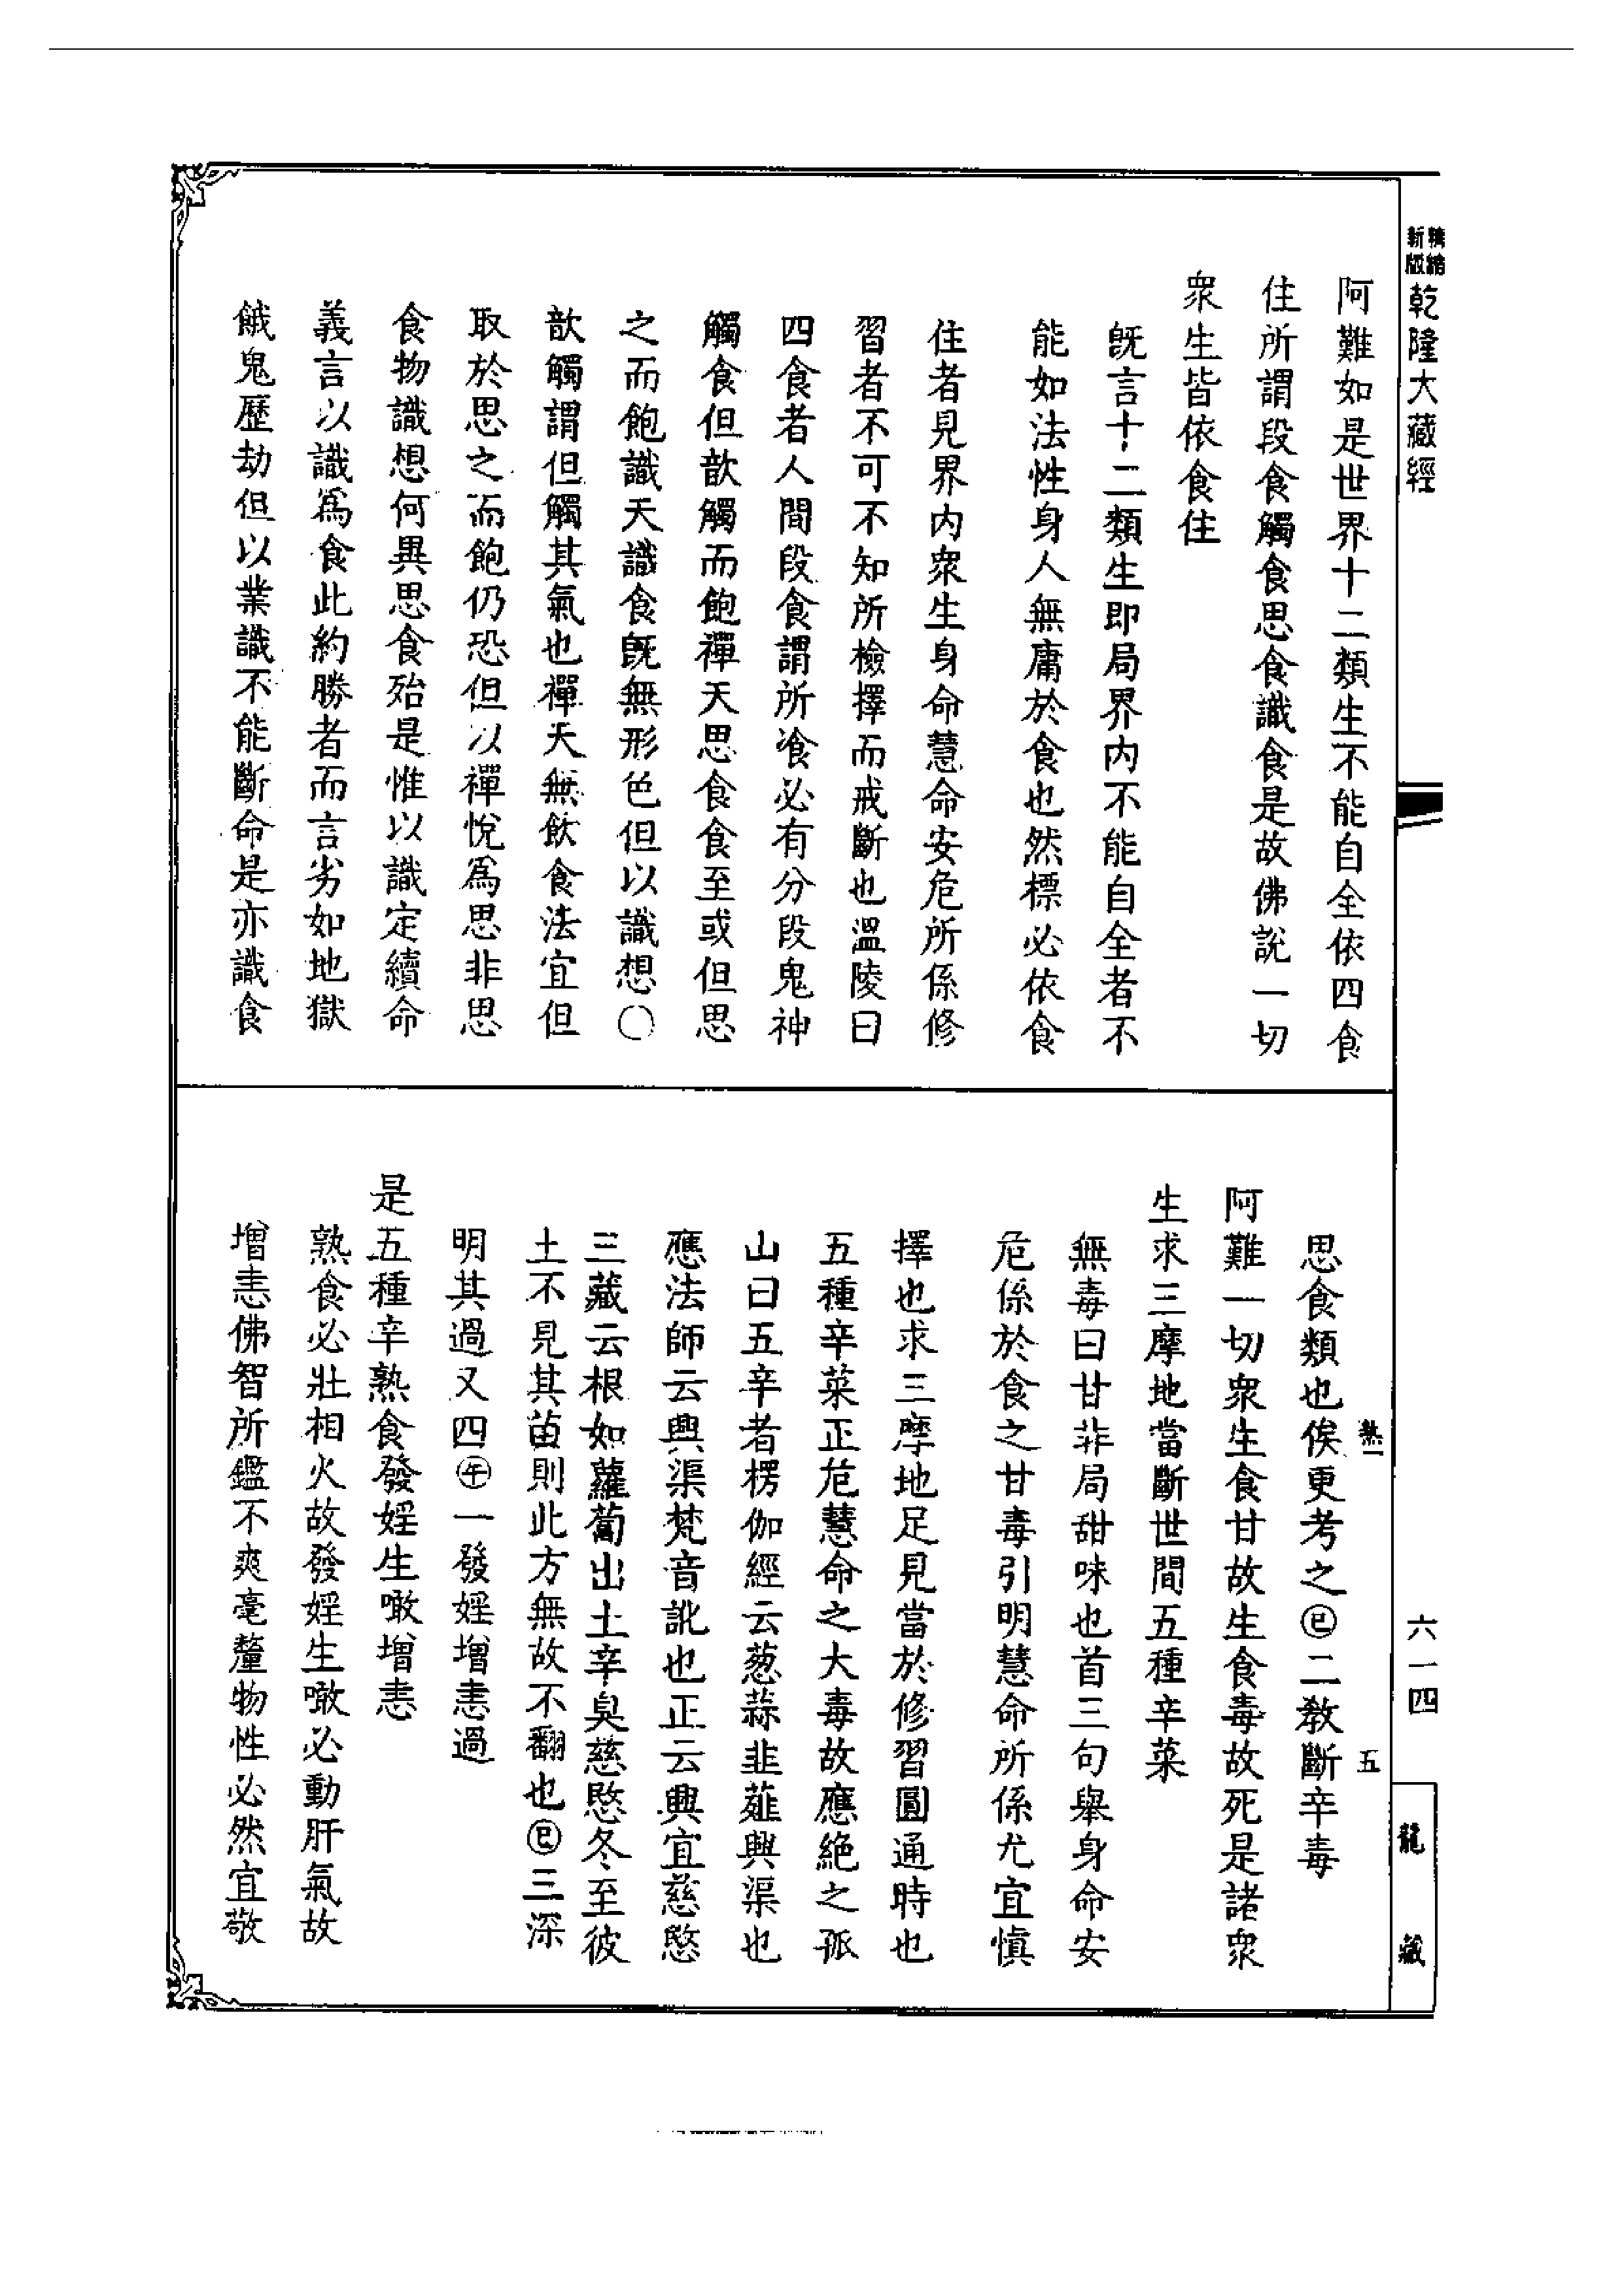 精縮新版乾隆大藏經
阿難如是世界十二類生不能自全依四食
住所謂段食觸食思食識食是故佛說一切
衆生皆依食住
旣言十二類生即局界內不能自全者不
能如法性身人無庸於食也然標必依食
住者見界內衆生身命慧命安危所係修
習者不可不知所檢擇而戒斷也溫陵曰
四食者人間段食謂所飡必有分段鬼神
觸食但歆觸而飽禪天思食食至或但思
之而飽識天識食旣無形色但以識想〇
歆觸謂但觸其氣也禪天無飲食法宜但
取於思之而飽仍恐但以禪悅爲思非思
食物識想何異思食殆是惟以識定續命
義言以識爲食此約勝者而言劣如地獄
餓鬼歷劫但以業識不能斷命是亦識食
思食類也俟更考之㊁二教斷辛毒
阿難一切衆生食甘故生食毒故死是諸衆
生求三摩地當斷世間五種辛菜
無毒曰甘非局甜味也首三句舉身命安
危係於食之甘毒引明慧命所係尤宜慎
擇也求三摩地足見當於修習圓通時也
五種辛菜正危慧命之大毒故應絕之孤
山曰五辛者楞伽經云葱蒜韭薤興渠也
應法師云興渠梵音訛也正云興宜慈愍
三藏云根如蘿蔔出土辛臭慈愍冬至彼
土不見其苗則此方無故不翻也三深
明其過又四一發婬增恚過
是五種辛熟食發婬生噉增恚
熟食必壯相火故發婬生噉必動肝氣故
增恚佛智所鑑不爽毫釐物性必然宜敬
熱一
五
六一四
龍藏